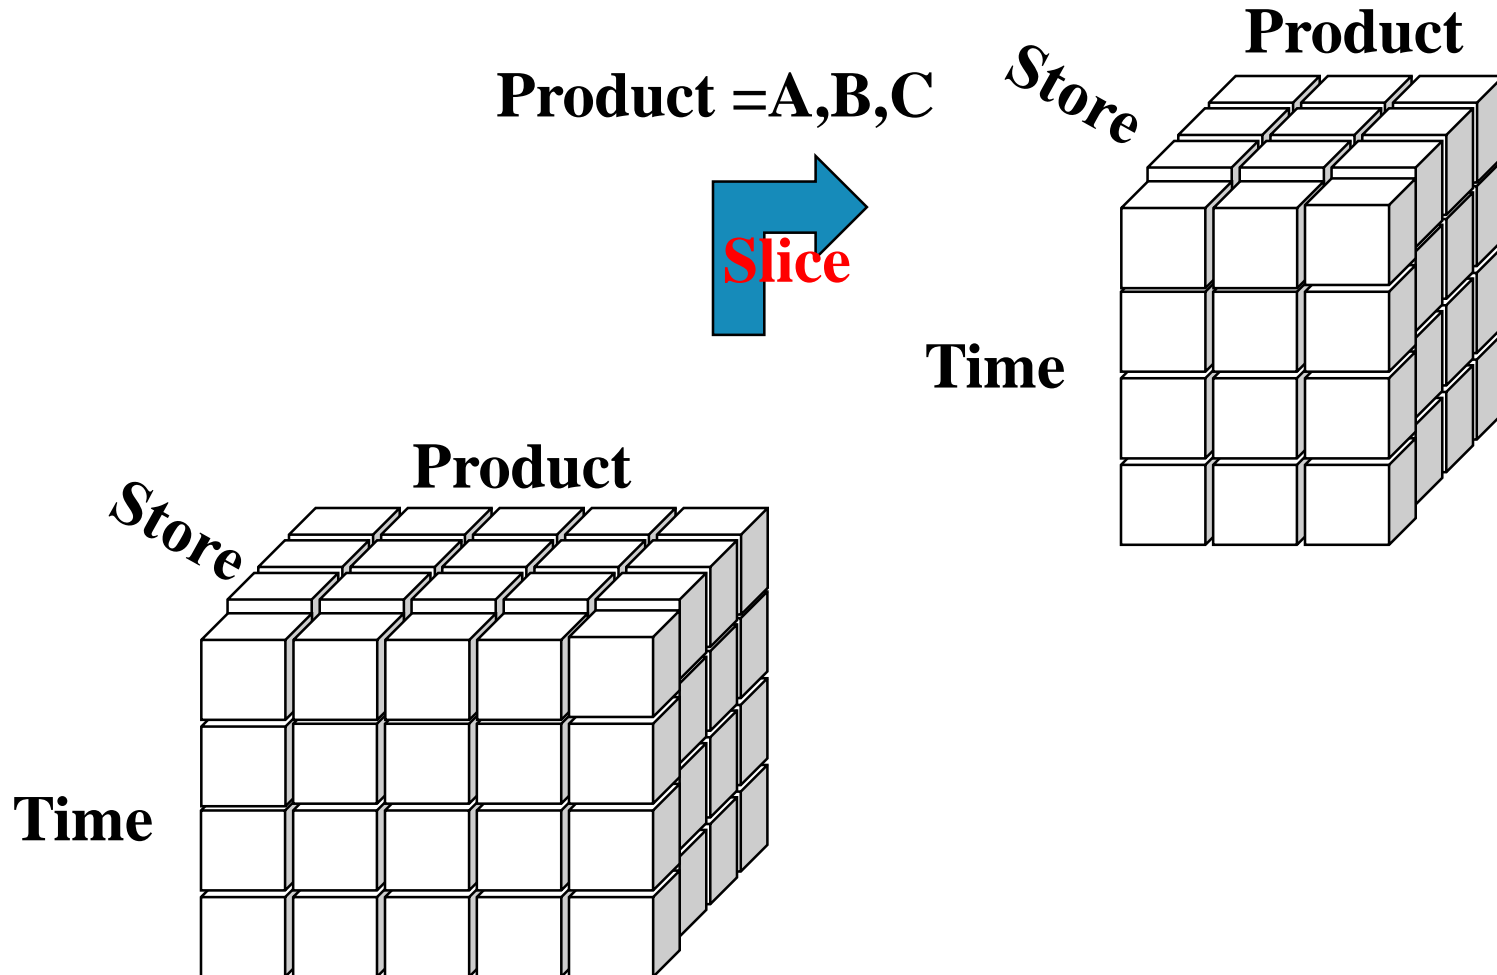 Product
Store
Product =A,B,C
Slice
Time
Product
Store
Time